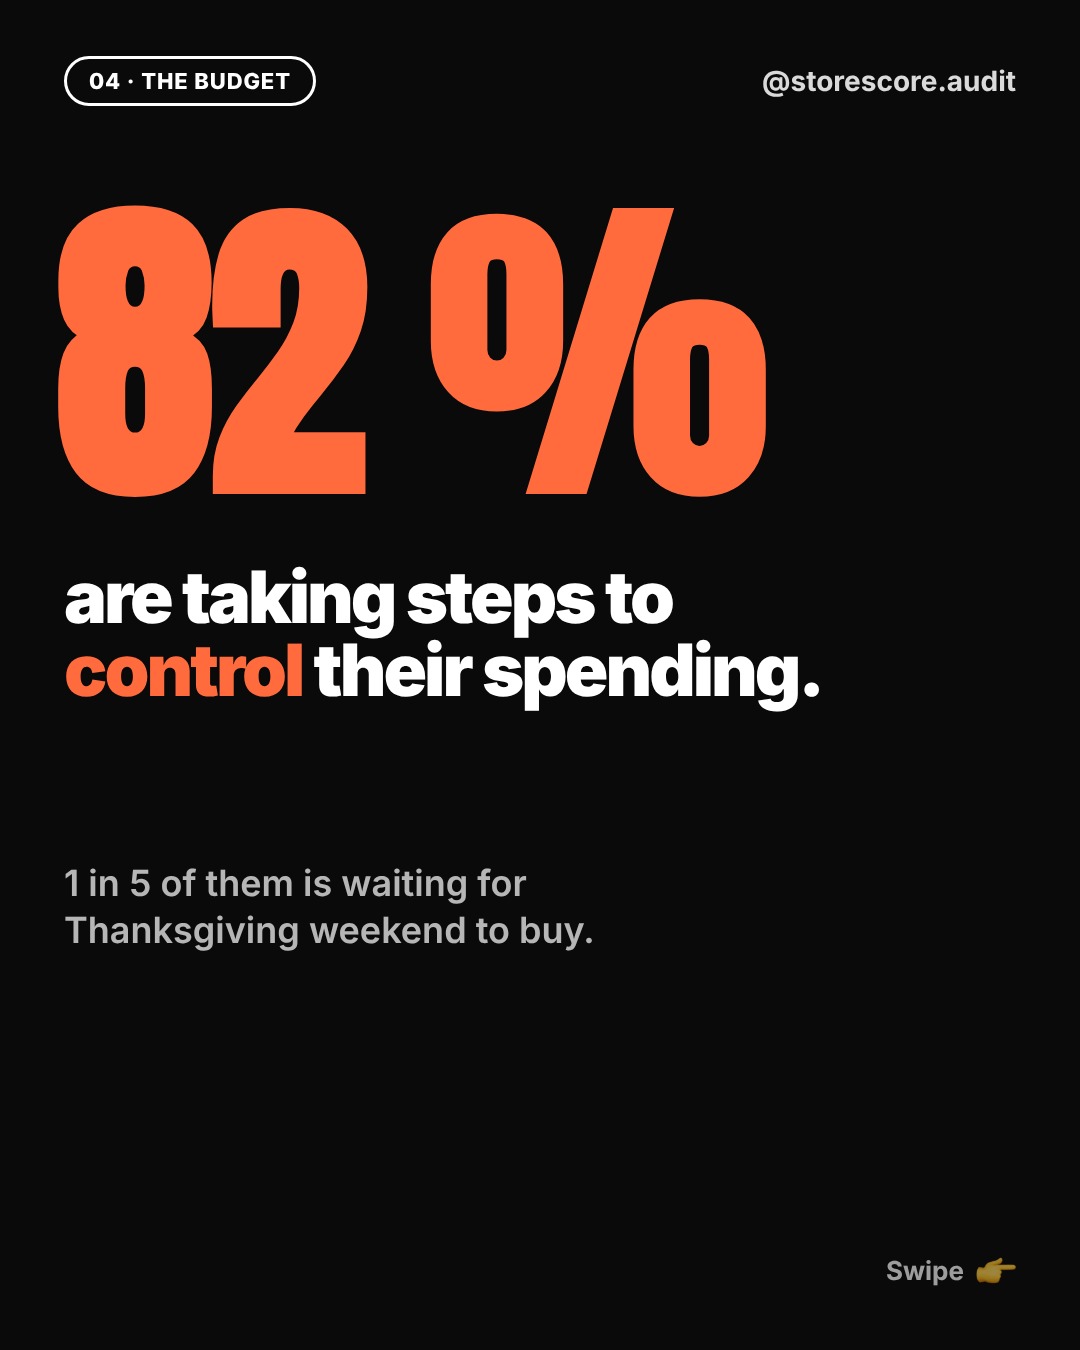 04 · THE BUDGET
@storescore.audit
82 %
are taking steps to
control their spending.
1 in 5 of them is waiting for
Thanksgiving weekend to buy.
Swipe 👉